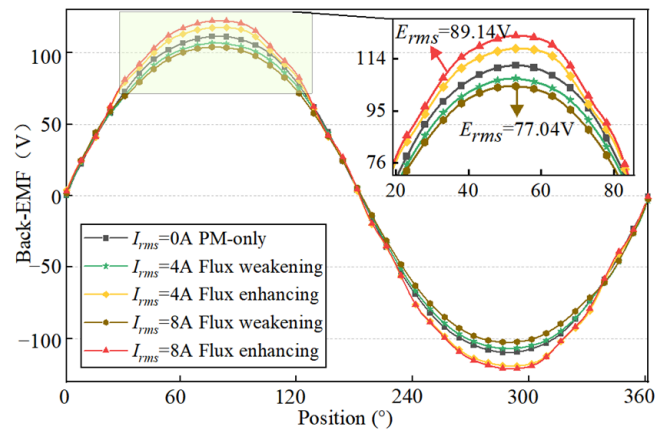 100
50
0
−50
−100
Back-EMF（V）
0
60
120
240
300
362
Position (°)
E_rms=89.14V
E_rms=77.04V
114
95
76
20
40
60
80
I_rms=0A PM-only
I_rms=4A Flux weakening
I_rms=4A Flux enhancing
I_rms=8A Flux weakening
I_rms=8A Flux enhancing